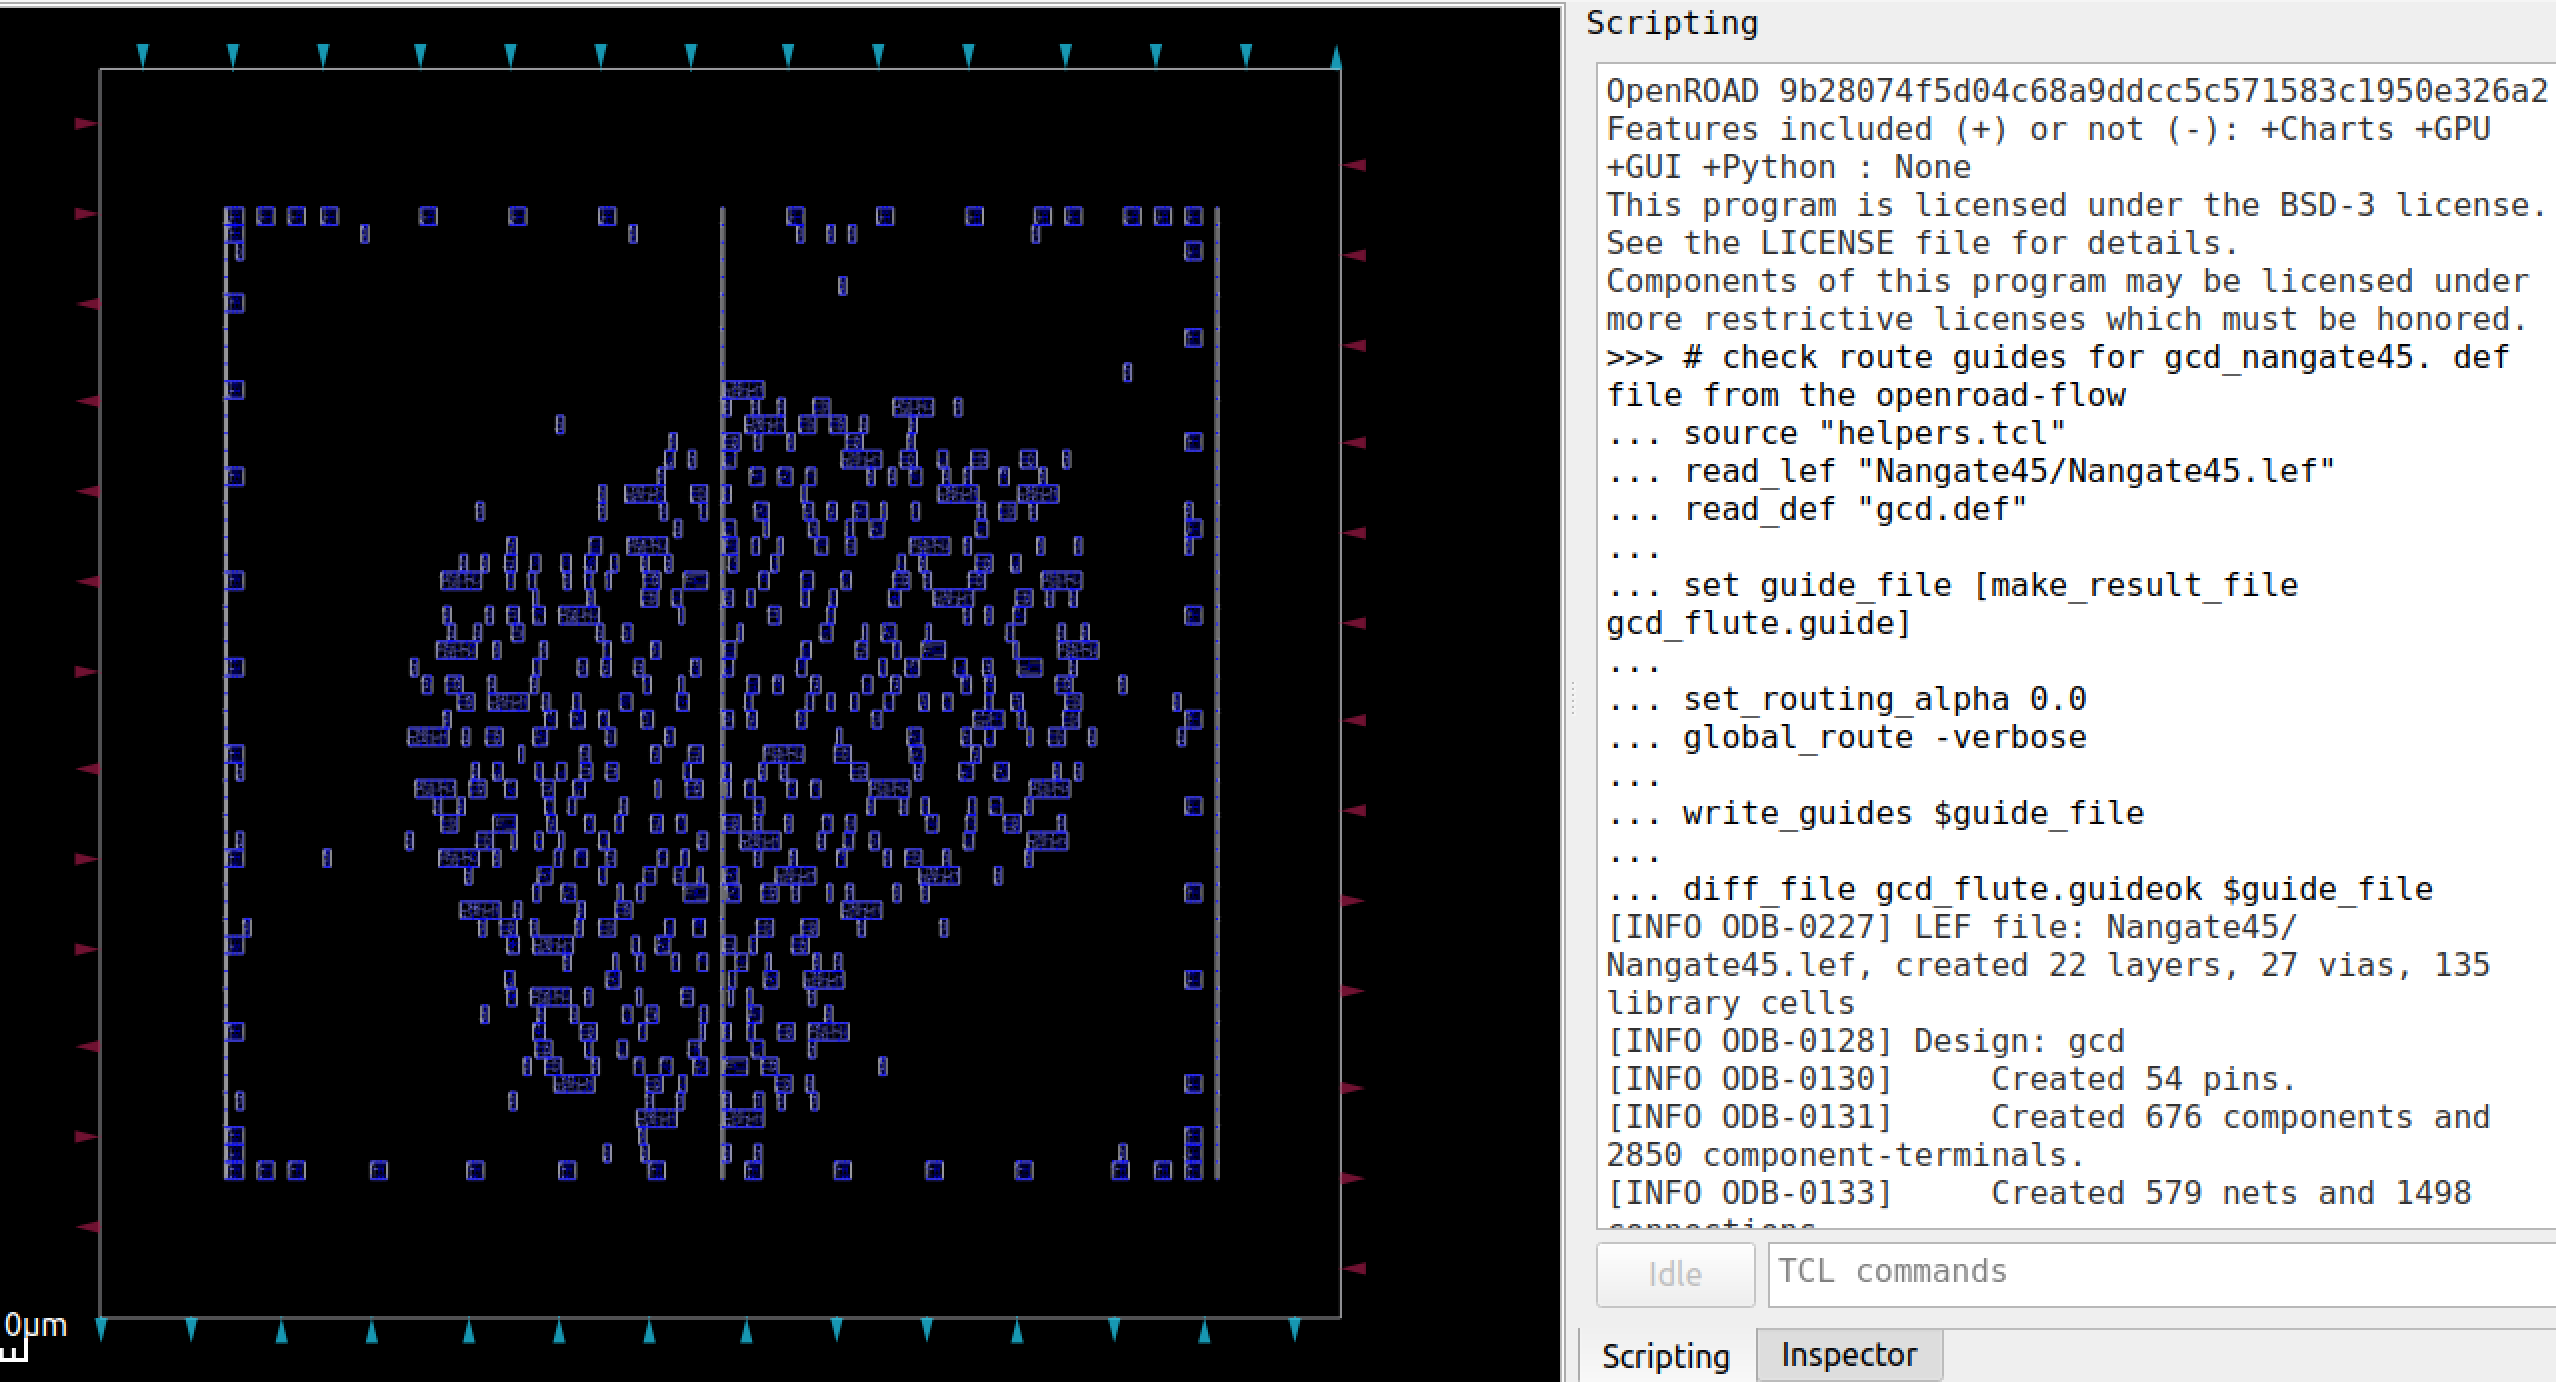 Scripting
OpenROAD 9b28074f5d04c68a9ddcc5c571583c1950e326a2
Features included (+) or not (-): +Charts +GPU
+GUI +Python : None
This program is licensed under the BSD-3 license.
See the LICENSE file for details.
Components of this program may be licensed under
more restrictive licenses which must be honored.
>>> # check route guides for gcd_nangate45. def
file from the openroad-flow
... source "helpers.tcl"
... read_lef "Nangate45/Nangate45.lef"
... read_def "gcd.def"
...
... set guide_file [make_result_file
gcd_flute.guide]
...
... set_routing_alpha 0.0
... global_route -verbose
...
... write_guides $guide_file
...
... diff_file gcd_flute.guideok $guide_file
[INFO ODB-0227] LEF file: Nangate45/
Nangate45.lef, created 22 layers, 27 vias, 135
library cells
[INFO ODB-0128] Design: gcd
[INFO ODB-0130]     Created 54 pins.
[INFO ODB-0131]     Created 676 components and
2850 component-terminals.
[INFO ODB-0133]     Created 579 nets and 1498
Idle
TCL commands
Scripting
Inspector
0μm